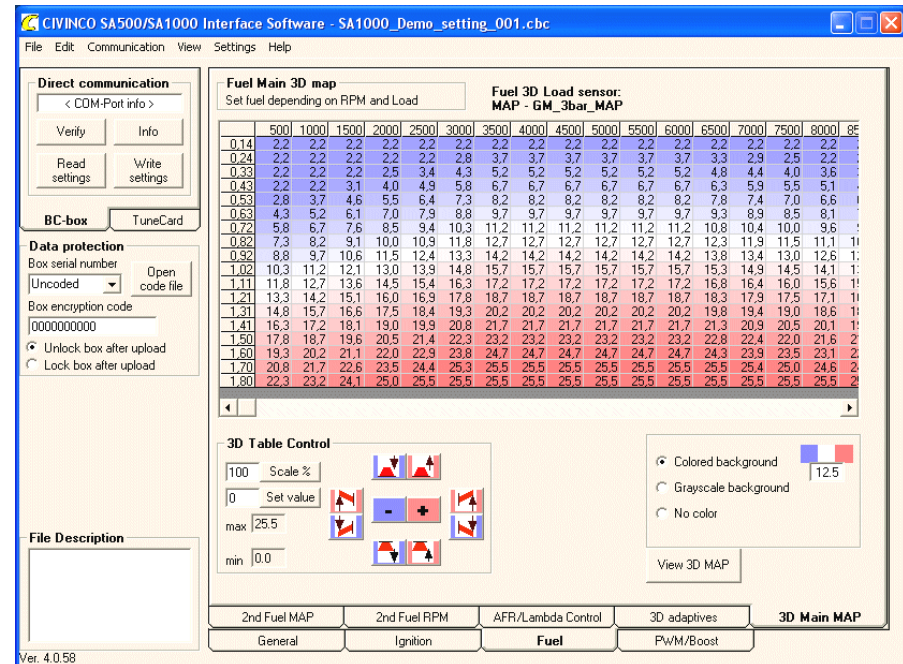 CIVINCO SA500/SA1000 Interface Software - SA1000_Demo_setting_001.cbc
File Edit Communication View Settings Help
Direct communication
< COM-Port info >
Verify Info
Read settings Write settings
BC-box TuneCard
Data protection
Box serial number
Uncoded Open code file
Box encryption code
0000000000
Unlock box after upload
Lock box after upload
File Description
Ver. 4.0.58
Fuel Main 3D map
Set fuel depending on RPM and Load
Fuel 3D Load sensor:
MAP - GM_3bar_MAP
500 1000 1500 2000 2500 3000 3500 4000 4500 5000 5500 6000 6500 7000 7500 8000 85
0,14 2,2 2,2 2,2 2,2 2,2 2,2 2,2 2,2 2,2 2,2 2,2 2,2 2,2 2,2 2,2 2,2
0,24 2,2 2,2 2,2 2,2 2,2 2,8 3,7 3,7 3,7 3,7 3,7 3,7 3,3 2,9 2,5 2,2
0,33 2,2 2,2 2,2 2,5 3,4 4,3 5,2 5,2 5,2 5,2 5,2 5,2 4,8 4,4 4,0 3,6
0,43 2,2 2,2 3,1 4,0 4,9 5,8 6,7 6,7 6,7 6,7 6,7 6,7 6,3 5,9 5,5 5,1
0,53 2,8 3,7 4,6 5,5 6,4 7,3 8,2 8,2 8,2 8,2 8,2 8,2 7,8 7,4 7,0 6,6
0,63 4,3 5,2 6,1 7,0 7,9 8,8 9,7 9,7 9,7 9,7 9,7 9,7 9,3 8,9 8,5 8,1
0,72 5,8 6,7 7,6 8,5 9,4 10,3 11,2 11,2 11,2 11,2 11,2 11,2 10,8 10,4 10,0 9,6
0,82 7,3 8,2 9,1 10,0 10,9 11,8 12,7 12,7 12,7 12,7 12,7 12,7 12,3 11,9 11,5 11,1
0,92 8,8 9,7 10,6 11,5 12,4 13,3 14,2 14,2 14,2 14,2 14,2 14,2 13,8 13,4 13,0 12,6
1,02 10,3 11,2 12,1 13,0 13,9 14,8 15,7 15,7 15,7 15,7 15,7 15,7 15,3 14,9 14,5 14,1
1,11 11,8 12,7 13,6 14,5 15,4 16,3 17,2 17,2 17,2 17,2 17,2 17,2 16,8 16,4 16,0 15,6
1,21 13,3 14,2 15,1 16,0 16,9 17,8 18,7 18,7 18,7 18,7 18,7 18,7 18,3 17,9 17,5 17,1
1,31 14,8 15,7 16,6 17,5 18,4 19,3 20,2 20,2 20,2 20,2 20,2 20,2 19,8 19,4 19,0 18,6
1,41 16,3 17,2 18,1 19,0 19,9 20,8 21,7 21,7 21,7 21,7 21,7 21,7 21,3 20,9 20,5 20,1
1,50 17,8 18,7 19,6 20,5 21,4 22,3 23,2 23,2 23,2 23,2 23,2 23,2 22,8 22,4 22,0 21,6
1,60 19,3 20,2 21,1 22,0 22,9 23,8 24,7 24,7 24,7 24,7 24,7 24,7 24,3 23,9 23,5 23,1
1,70 20,8 21,7 22,6 23,5 24,4 25,3 25,5 25,5 25,5 25,5 25,5 25,5 25,5 25,4 25,0 24,6
1,80 22,3 23,2 24,1 25,0 25,5 25,5 25,5 25,5 25,5 25,5 25,5 25,5 25,5 25,5 25,5 25,5
3D Table Control
100 Scale %
0 Set value
max 25.5
min 0.0
- +
Colored background
12.5
Grayscale background
No color
View 3D MAP
2nd Fuel MAP 2nd Fuel RPM AFR/Lambda Control 3D adaptives 3D Main MAP
General Ignition Fuel PWM/Boost